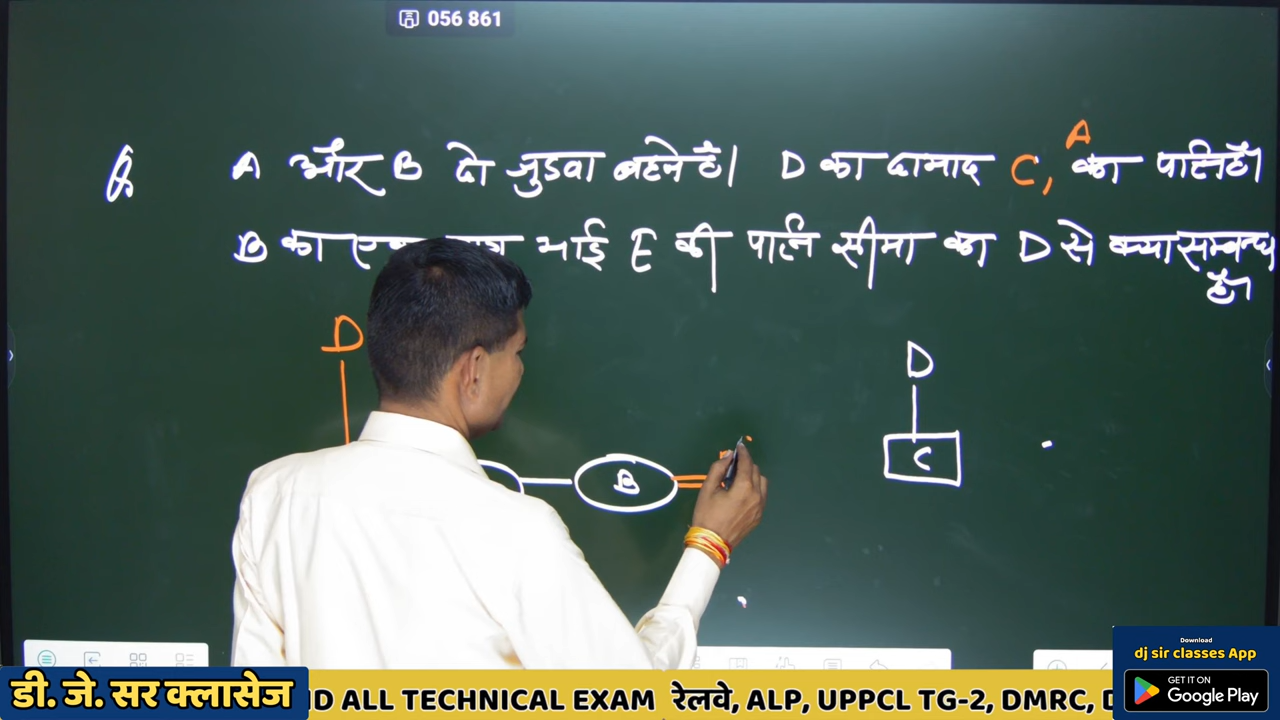 056 861
A
Q. A और B दो जुडवा बहने है। D का दामाद C, का पति है।
B का भाई E की पत्नि सीमा का D से क्या सम्बन्ध
है।
D
D
C
B
Download
dj sir classes App
GET IT ON
Google Play
डी. जे. सर क्लासेज
ND ALL TECHNICAL EXAM रेलवे, ALP, UPPCL TG-2, DMRC, D